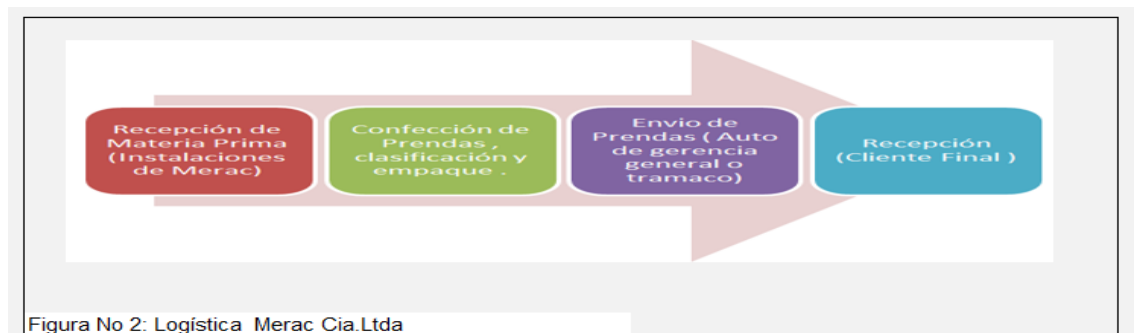 Recepción de
Materia Prima
(Instalaciones
de Merac)
Confección de
Prendas ,
clasificación y
empaque .
Envio de
Prendas ( Auto
de gerencia
general o
tramaco)
Recepción
(Cliente Final )
Figura No 2: Logística  Merac Cia.Ltda